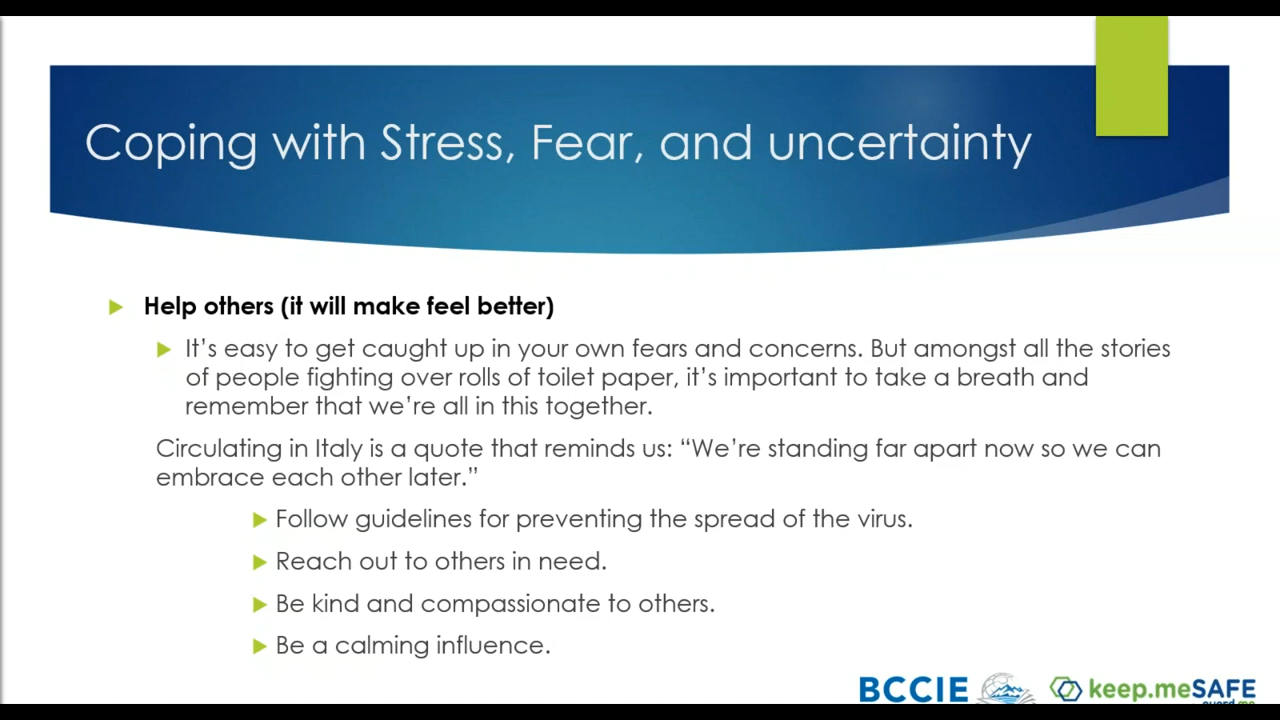 Coping with Stress, Fear, and uncertainty
Help others (it will make feel better)
It's easy to get caught up in your own fears and concerns. But amongst all the stories
of people fighting over rolls of toilet paper, it's important to take a breath and
remember that we're all in this together.
Circulating in Italy is a quote that reminds us: “We're standing far apart now so we can
embrace each other later.”
Follow guidelines for preventing the spread of the virus.
Reach out to others in need.
Be kind and compassionate to others.
Be a calming influence.
BCCIE keep.meSAFE